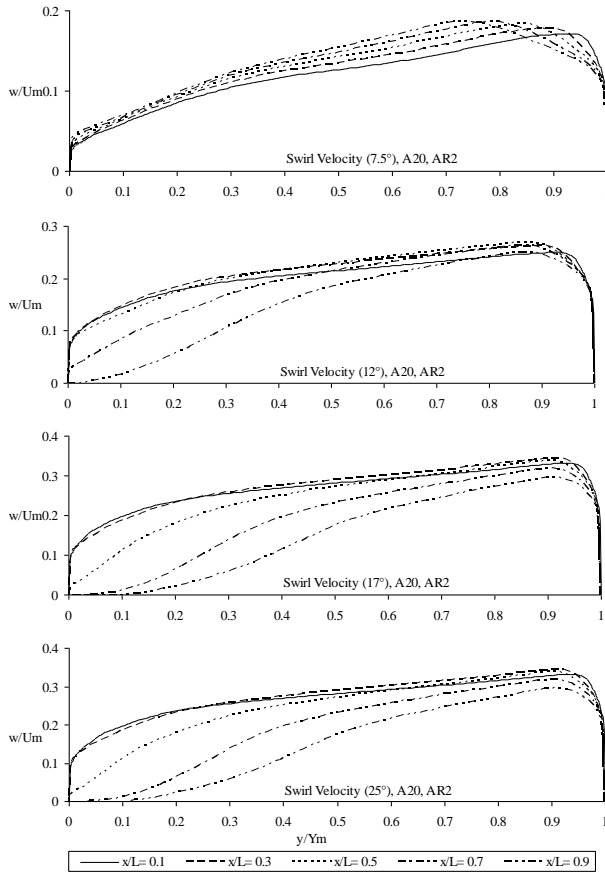 0.2
w/Um0.1
0
Swirl Velocity (7.5°), A20, AR2
0 0.1 0.2 0.3 0.4 0.5 0.6 0.7 0.8 0.9
0.3
0.2
w/Um
0.1
0
Swirl Velocity (12°), A20, AR2
0 0.1 0.2 0.3 0.4 0.5 0.6 0.7 0.8 0.9 1
0.4
0.3
w/Um0.2
0.1
0
Swirl Velocity (17°), A20, AR2
0 0.1 0.2 0.3 0.4 0.5 0.6 0.7 0.8 0.9 1
0.4
0.3
0.2
w/Um
0.1
0
Swirl Velocity (25°), A20, AR2
0 0.1 0.2 0.3 0.4 0.5 0.6 0.7 0.8 0.9 1
y/Ym
x/L= 0.1 x/L= 0.3 x/L= 0.5 x/L= 0.7 x/L= 0.9